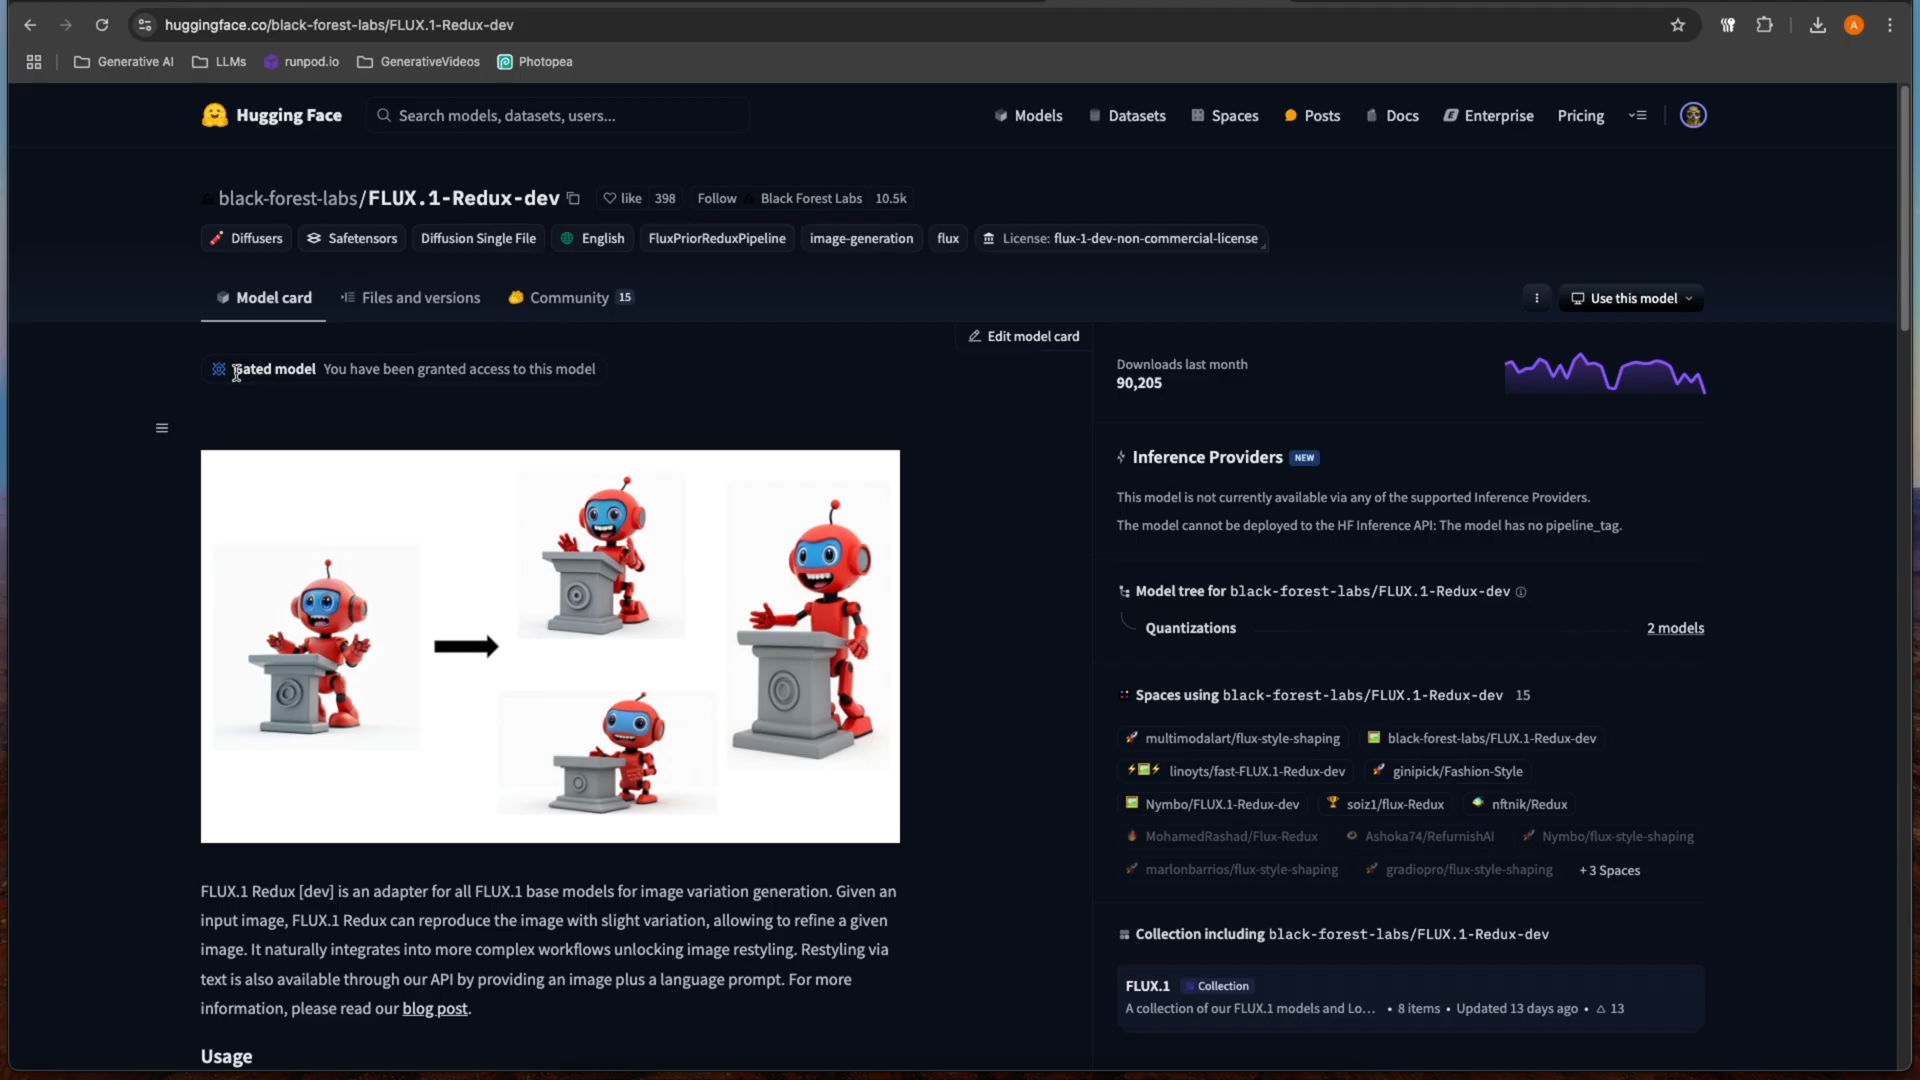 huggingface.co/black-forest-labs/FLUX.1-Redux-dev
A
Generative AI
LLMs
runpod.io
GenerativeVideos
Photopea
Hugging Face
Search models, datasets, users...
Models
Datasets
Spaces
Posts
Docs
Enterprise
Pricing
black-forest-labs/FLUX.1-Redux-dev
like 398
Follow Black Forest Labs 10.5k
Diffusers
Safetensors
Diffusion Single File
English
FluxPriorReduxPipeline
image-generation
flux
License: flux-1-dev-non-commercial-license
Model card
Files and versions
Community 15
Use this model
Edit model card
Gated model You have been granted access to this model
FLUX.1 Redux [dev] is an adapter for all FLUX.1 base models for image variation generation. Given an
input image, FLUX.1 Redux can reproduce the image with slight variation, allowing to refine a given
image. It naturally integrates into more complex workflows unlocking image restyling. Restyling via
text is also available through our API by providing an image plus a language prompt. For more
information, please read our blog post.
Usage
Downloads last month
90,205
Inference Providers NEW
This model is not currently available via any of the supported Inference Providers.
The model cannot be deployed to the HF Inference API: The model has no pipeline_tag.
Model tree for black-forest-labs/FLUX.1-Redux-dev
Quantizations
2 models
Spaces using black-forest-labs/FLUX.1-Redux-dev 15
multimodalart/flux-style-shaping
black-forest-labs/FLUX.1-Redux-dev
linoyts/fast-FLUX.1-Redux-dev
ginipick/Fashion-Style
Nymbo/FLUX.1-Redux-dev
soiz1/flux-Redux
nftnik/Redux
MohamedRashad/Flux-Redux
Ashoka74/RefurnishAI
Nymbo/flux-style-shaping
marlonbarrios/flux-style-shaping
gradiopro/flux-style-shaping
+ 3 Spaces
Collection including black-forest-labs/FLUX.1-Redux-dev
FLUX.1 Collection
A collection of our FLUX.1 models and Lo... • 8 items • Updated 13 days ago • 13